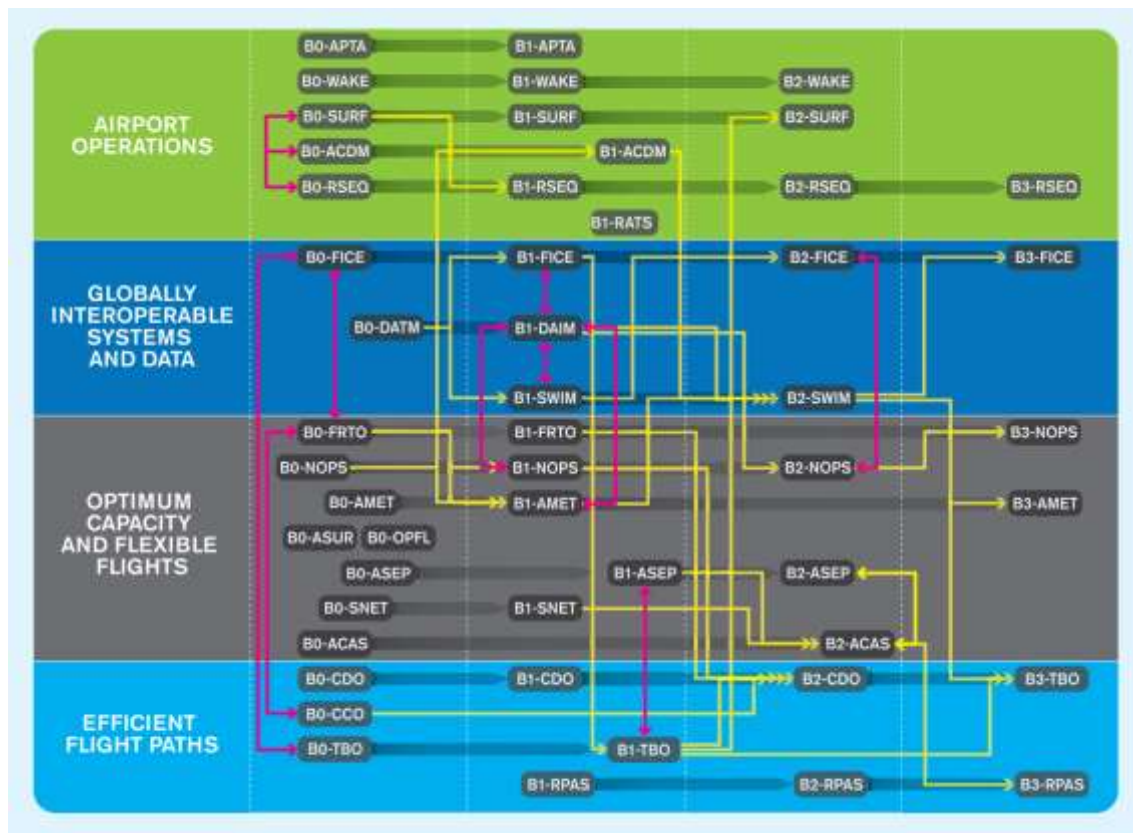 AIRPORT
OPERATIONS
B0-APTA B1-APTA
B0-WAKE B1-WAKE B2-WAKE
B0-SURF B1-SURF B2-SURF
B0-ACDM B1-ACDM
B0-RSEQ B1-RSEQ B2-RSEQ B3-RSEQ
B1-RATS
GLOBALLY
INTEROPERABLE
SYSTEMS
AND DATA
B0-FICE B1-FICE B2-FICE B3-FICE
B0-DATM B1-DAIM
B1-SWIM B2-SWIM
OPTIMUM
CAPACITY
AND FLEXIBLE
FLIGHTS
B0-FRTO B1-FRTO B3-NOPS
B0-NOPS B1-NOPS B2-NOPS
B0-AMET B1-AMET B3-AMET
B0-ASUR B0-OPFL
B0-ASEP B1-ASEP B2-ASEP
B0-SNET B1-SNET
B0-ACAS B2-ACAS
EFFICIENT
FLIGHT PATHS
B0-CDO B1-CDO B2-CDO B3-TBO
B0-CCO
B0-TBO B1-TBO
B1-RPAS B2-RPAS B3-RPAS